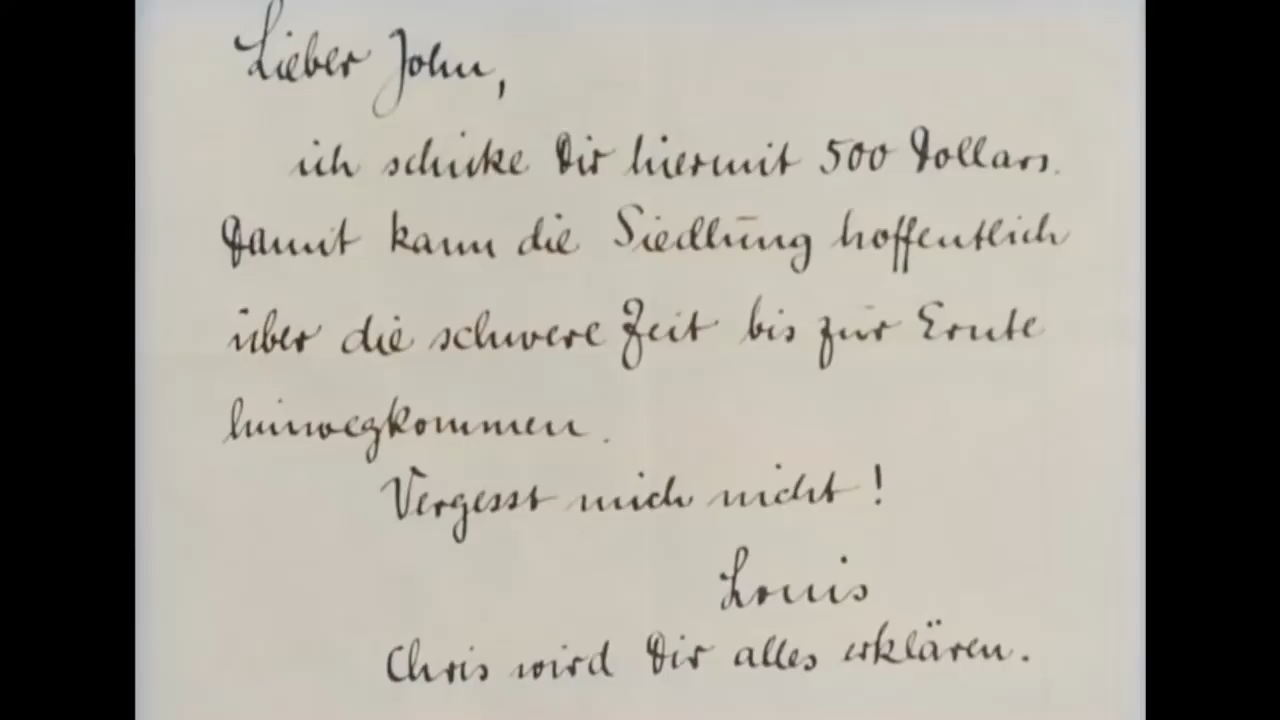 Lieber John,
ich schicke Dir hiermit 500 Dollars.
Damit kann die Siedlung hoffentlich
über die schwere Zeit bis zur Ernte
hinwegkommen.
Vergesst mich nicht!
Louis
Chris wird Dir alles erklären.